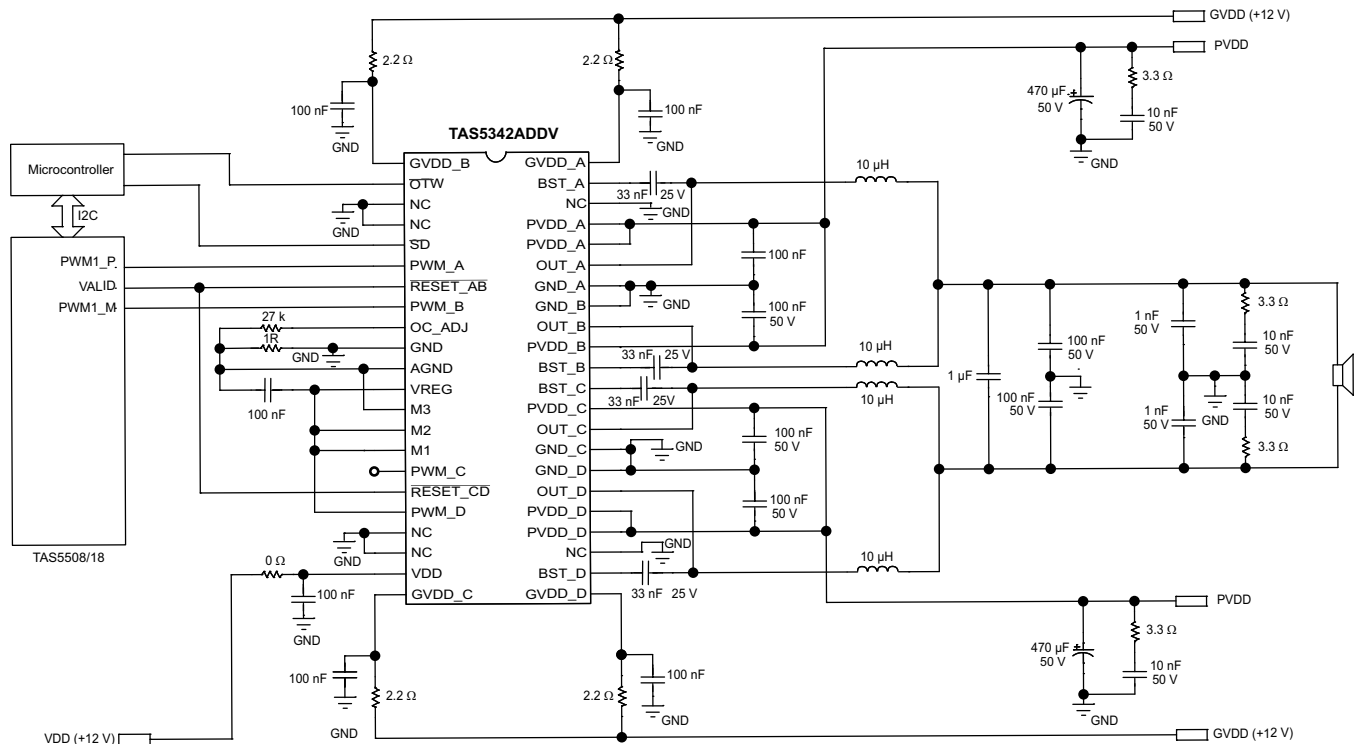 GVDD (+12 V)
PVDD
2.2 Ω
2.2 Ω
3.3 Ω
470 µF
50 V
10 nF
50 V
100 nF
100 nF
GND
GND
GND
TAS5342ADDV
Microcontroller
I2C
PWM1_P
VALID
PWM1_M
TAS5508/18
GVDD_B
OTW
NC
NC
SD
PWM_A
RESET_AB
PWM_B
OC_ADJ
GND
AGND
VREG
M3
M2
M1
PWM_C
RESET_CD
PWM_D
NC
NC
VDD
GVDD_C
GVDD_A
BST_A
NC
PVDD_A
PVDD_A
OUT_A
GND_A
GND_B
OUT_B
PVDD_B
BST_B
BST_C
PVDD_C
OUT_C
GND_C
GND_D
OUT_D
PVDD_D
PVDD_D
NC
BST_D
GVDD_D
GND
27 k
1R
GND
100 nF
GND
0 Ω
100 nF
GND
10 µH
33 nF 25 V
GND
100 nF
50 V
GND
100 nF
50 V
10 µH
33 nF 25 V
33 nF 25V
10 µH
100 nF
50 V
GND
100 nF
50 V
GND
10 µH
33 nF 25 V
1 µF
100 nF
50 V
100 nF
50 V
1 nF
50 V
1 nF
50 V
3.3 Ω
10 nF
50 V
GND
10 nF
50 V
3.3 Ω
PVDD
3.3 Ω
470 µF
50 V
10 nF
50 V
GND
100 nF
2.2 Ω
GND
2.2 Ω
100 nF
GND
VDD (+12 V)
GVDD (+12 V)